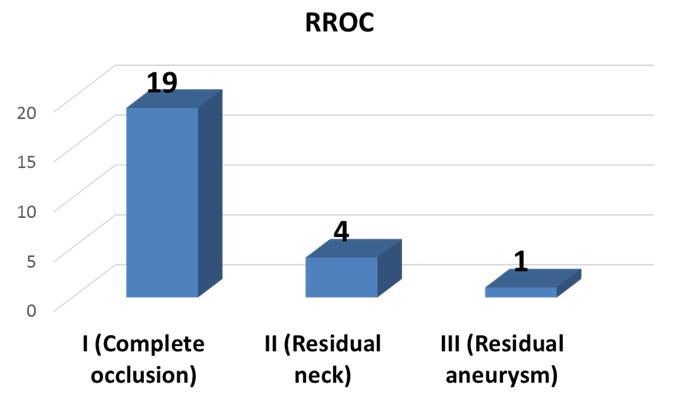 RROC
19
20
15
10
5
0
4
1
I (Complete
occlusion)
II (Residual
neck)
III (Residual
aneurysm)